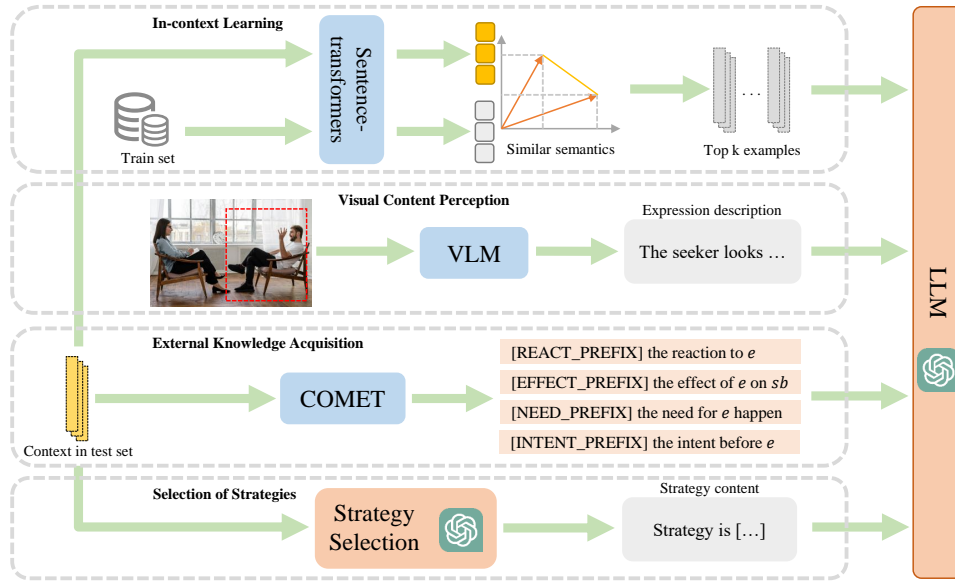 In-context Learning
Sentence-
transformers
Train set
Similar semantics
. . .
Top k examples
Visual Content Perception
VLM
Expression description
The seeker looks …
LLM
External Knowledge Acquisition
Context in test set
COMET
[REACT_PREFIX] the reaction to e
[EFFECT_PREFIX] the effect of e on sb
[NEED_PREFIX] the need for e happen
[INTENT_PREFIX] the intent before e
Selection of Strategies
Strategy
Selection
Strategy content
Strategy is […]